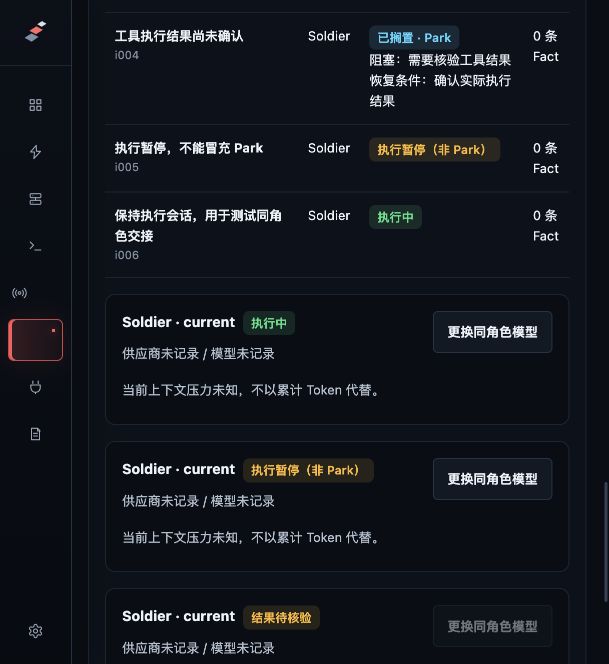 工具执行结果尚未确认
i004
Soldier
已搁置 · Park
阻塞：需要核验工具结果
恢复条件：确认实际执行
结果
0 条
Fact
执行暂停，不能冒充 Park
i005
Soldier
执行暂停（非 Park）
0 条
Fact
保持执行会话，用于测试同角
色交接
i006
Soldier
执行中
0 条
Fact
Soldier · current 执行中
更换同角色模型
供应商未记录 / 模型未记录
当前上下文压力未知，不以累计 Token 代替。
Soldier · current 执行暂停（非 Park）
更换同角色模型
供应商未记录 / 模型未记录
当前上下文压力未知，不以累计 Token 代替。
Soldier · current 结果待核验
更换同角色模型
供应商未记录 / 模型未记录